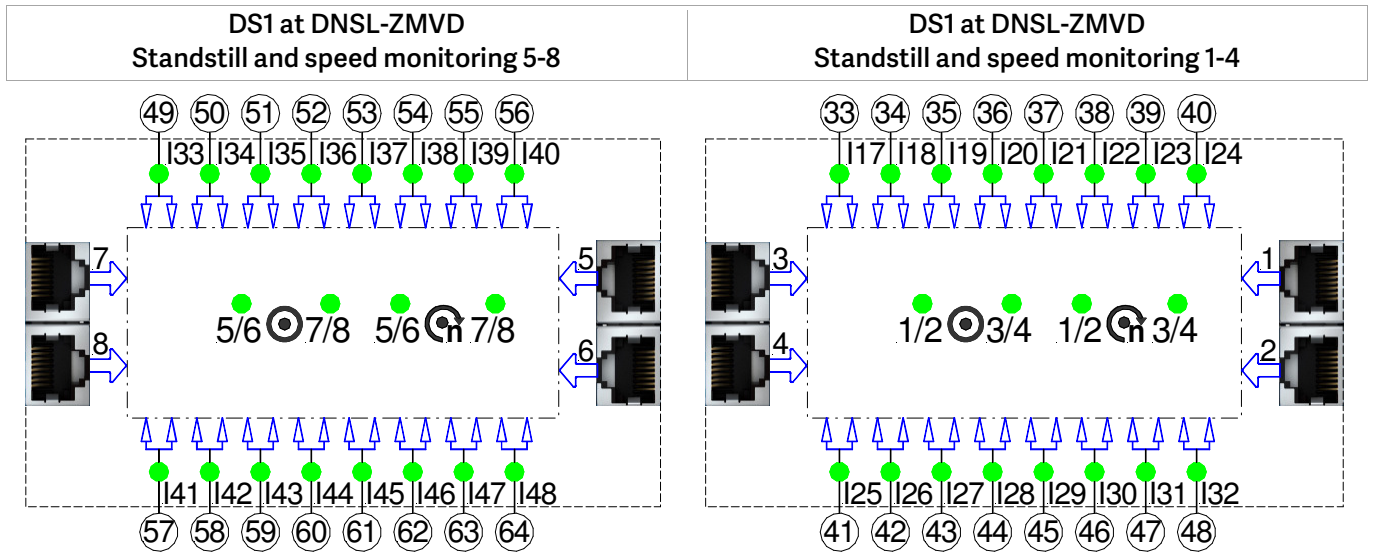 DS1 at DNSL-ZMVD
Standstill and speed monitoring 5-8
49 50 51 52 53 54 55 56
I33 I34 I35 I36 I37 I38 I39 I40
7 5
5/6 7/8 5/6 n 7/8
8 6
I41 I42 I43 I44 I45 I46 I47 I48
57 58 59 60 61 62 63 64
DS1 at DNSL-ZMVD
Standstill and speed monitoring 1-4
33 34 35 36 37 38 39 40
I17 I18 I19 I20 I21 I22 I23 I24
3 1
1/2 3/4 1/2 n 3/4
4 2
I25 I26 I27 I28 I29 I30 I31 I32
41 42 43 44 45 46 47 48